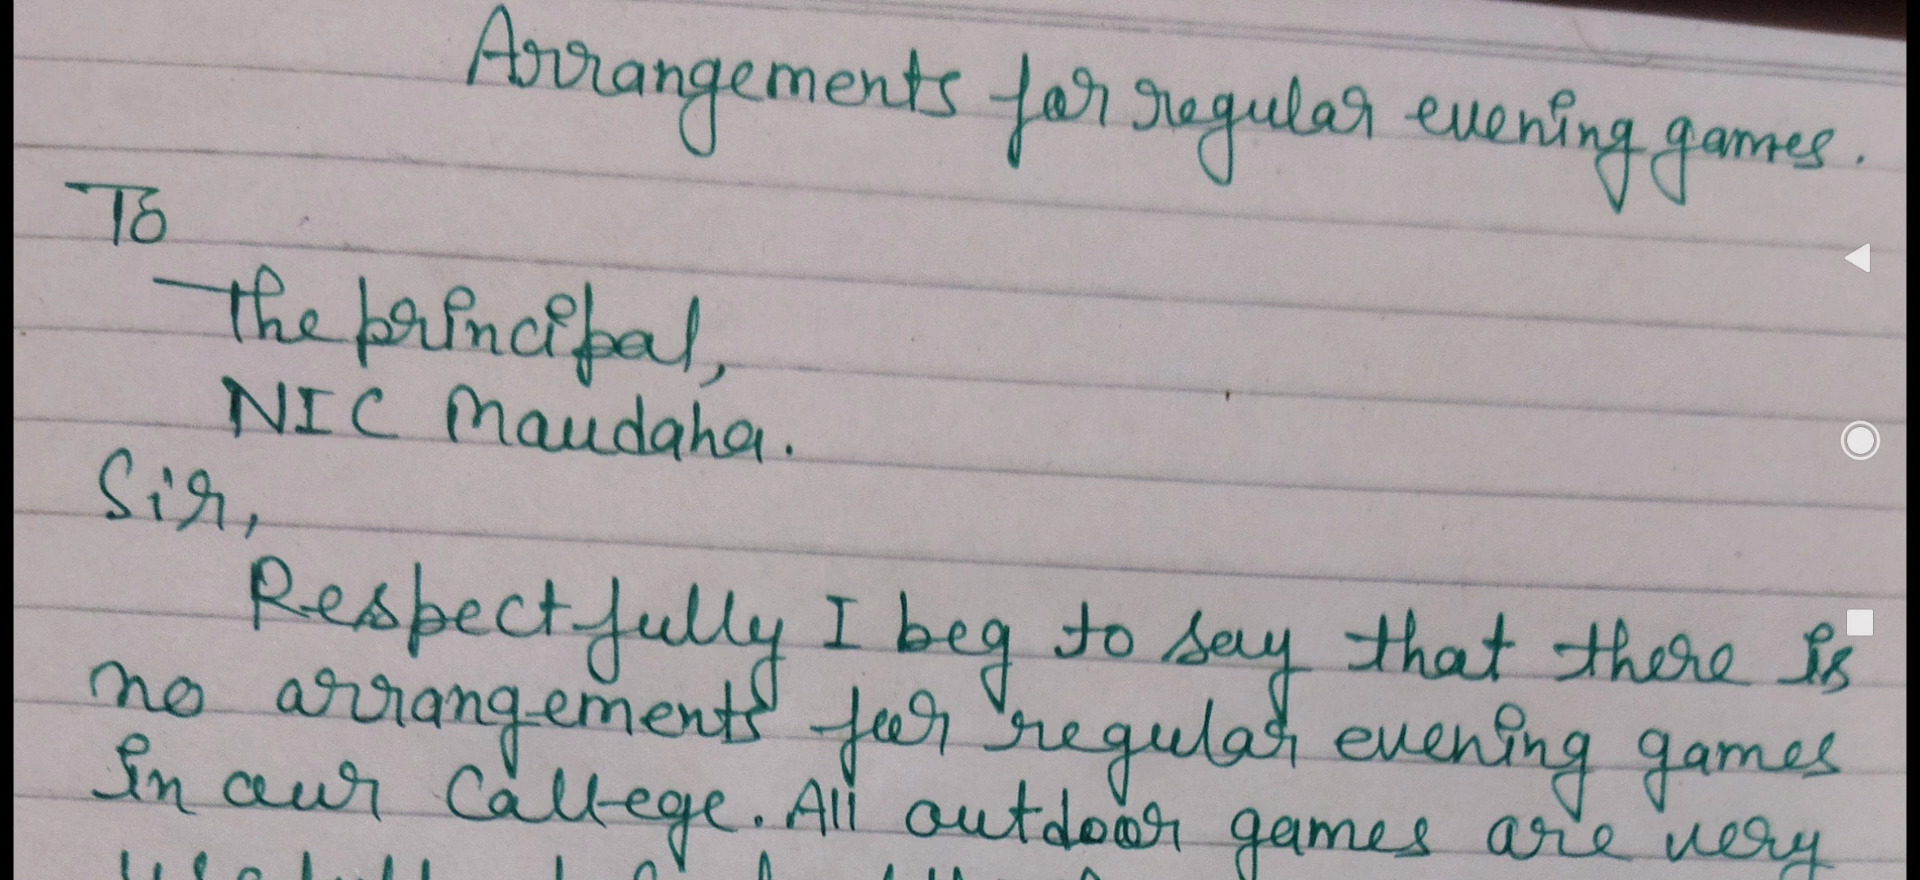 Arrangements for regular evening games.
To
The principal,
NIC Maudaha.
Sir,
Respectfully I beg to say that there is
no arrangements for regular evening games
in our College. All outdoor games are very